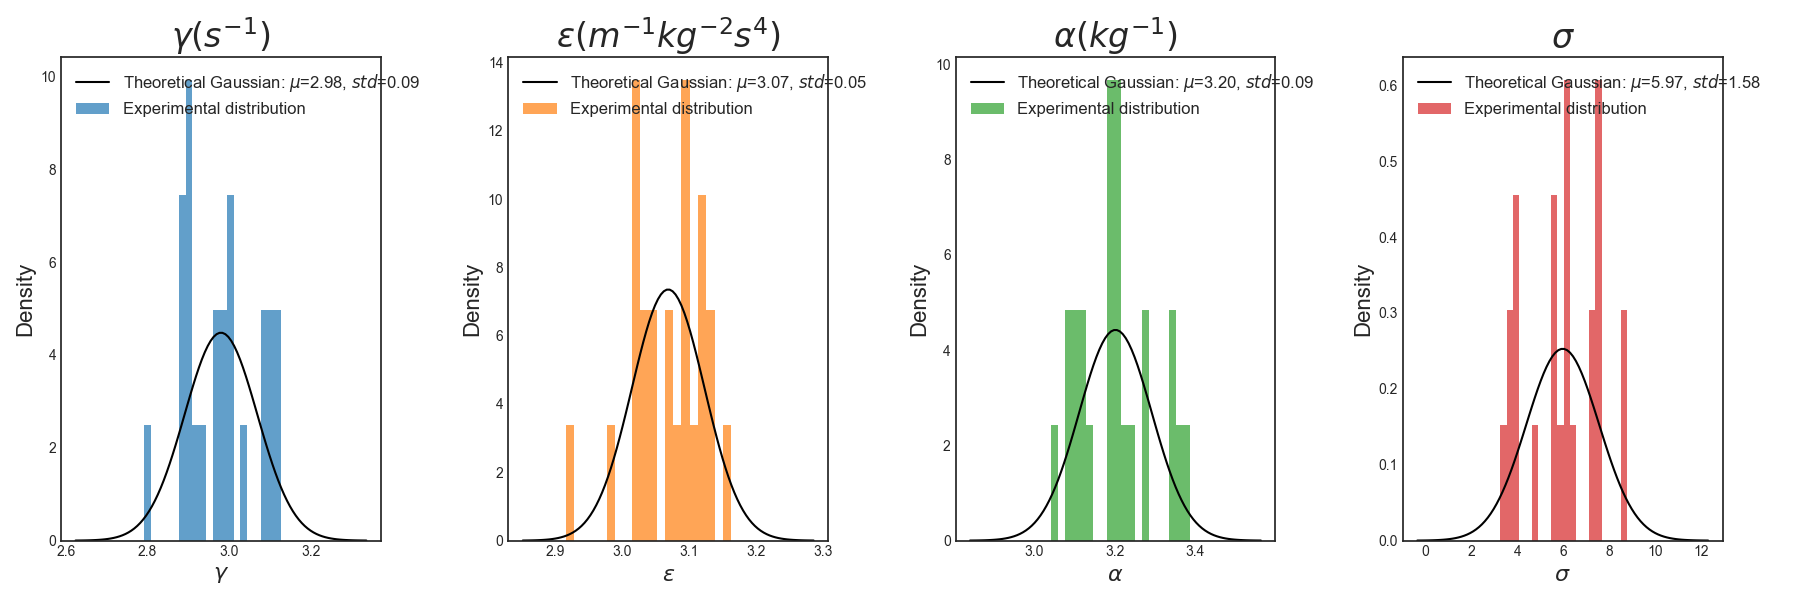 γ(s⁻¹)
Theoretical Gaussian: μ=2.98, std=0.09
Experimental distribution
10
8
6
4
2
0
Density
2.6 2.8 3.0 3.2
γ
ε(m⁻¹kg⁻²s⁴)
Theoretical Gaussian: μ=3.07, std=0.05
Experimental distribution
14
12
10
8
6
4
2
0
Density
2.9 3.0 3.1 3.2 3.3
ε
α(kg⁻¹)
Theoretical Gaussian: μ=3.20, std=0.09
Experimental distribution
10
8
6
4
2
0
Density
3.0 3.2 3.4
α
σ
Theoretical Gaussian: μ=5.97, std=1.58
Experimental distribution
0.6
0.5
0.4
0.3
0.2
0.1
0.0
Density
0 2 4 6 8 10 12
σ